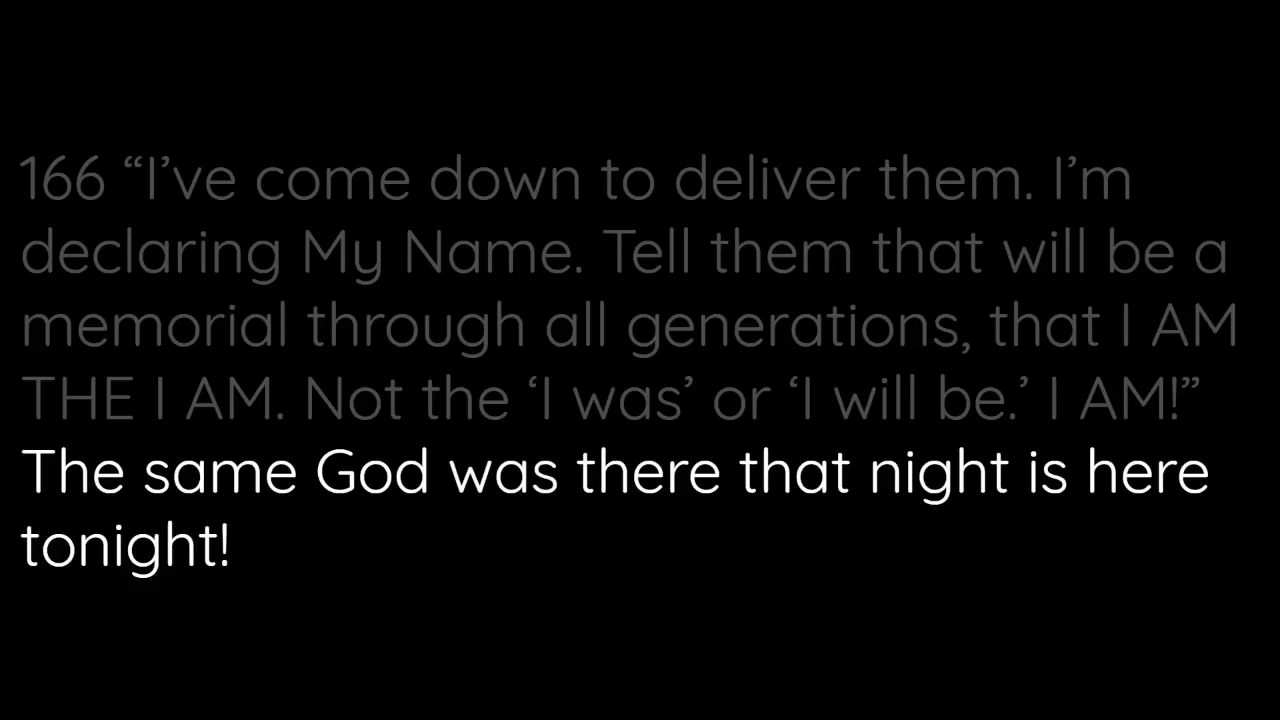 166 “I’ve come down to deliver them. I’m
declaring My Name. Tell them that will be a
memorial through all generations, that I AM
THE I AM. Not the ‘I was’ or ‘I will be.’ I AM!”
The same God was there that night is here
tonight!